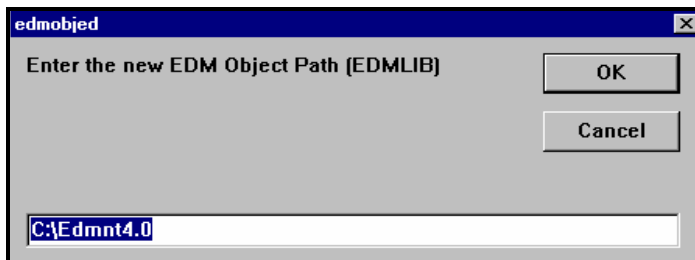 edmobjed
Enter the new EDM Object Path (EDMLIB)
OK
Cancel
C:\Edmnt4.0